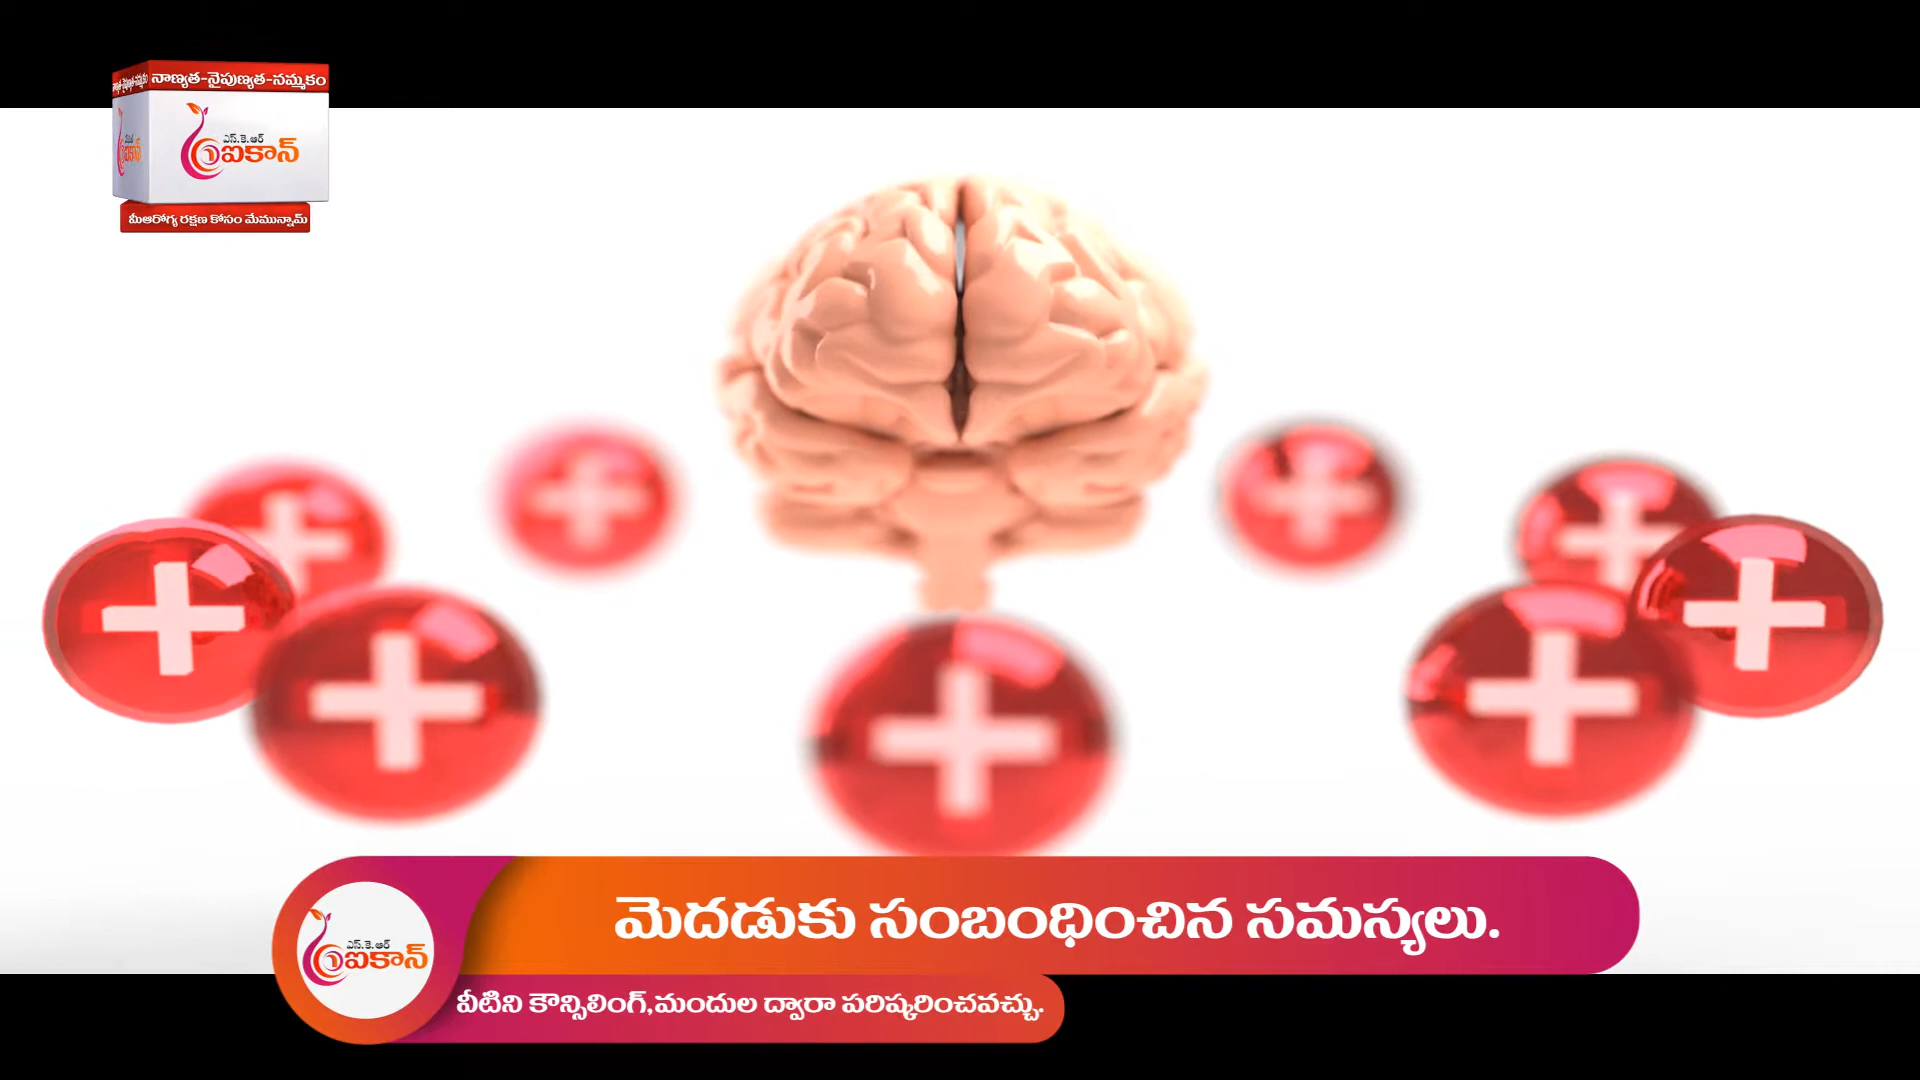 నాణ్యత-నైపుణ్యత-నమ్మకం
ఎస్.కె.ఆర్
ఐకాన్
మీఆరోగ్య రక్షణ కోసం మేమున్నామ్
మెదడుకు సంబంధించిన సమస్యలు.
ఎస్.కె.ఆర్
ఐకాన్
వీటిని కౌన్సిలింగ్,మందుల ద్వారా పరిష్కరించవచ్చు.